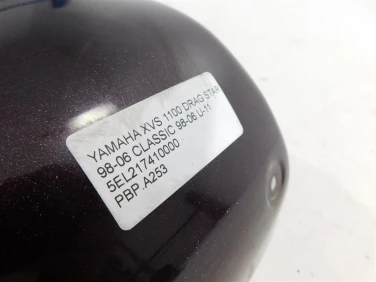 YAMAHA XVS 1100 DRAG STAR
98-06 CLASSIC 98-06 U-11
5EL217410000
PBP.A253